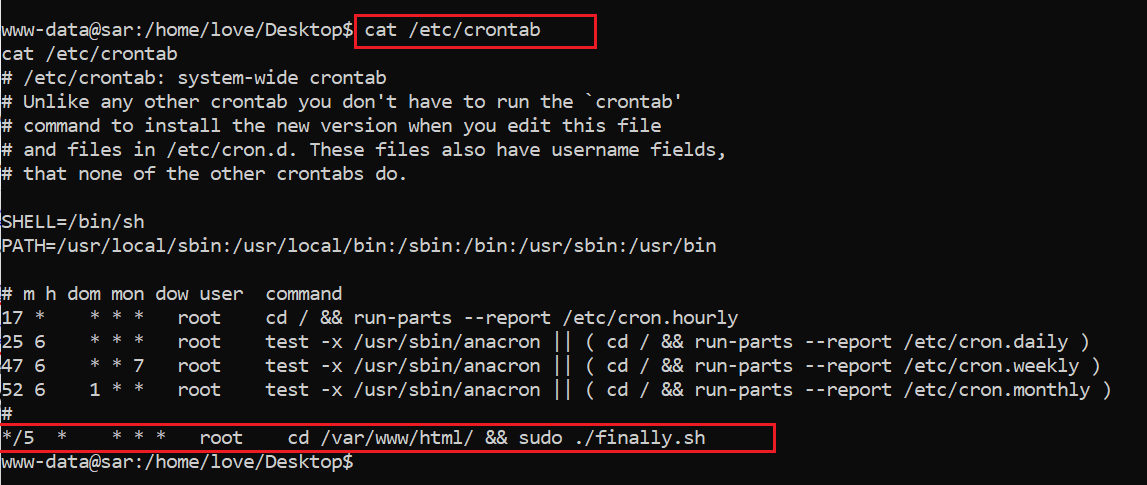 www-data@sar:/home/love/Desktop$ cat /etc/crontab
cat /etc/crontab
# /etc/crontab: system-wide crontab
# Unlike any other crontab you don't have to run the `crontab'
# command to install the new version when you edit this file
# and files in /etc/cron.d. These files also have username fields,
# that none of the other crontabs do.

SHELL=/bin/sh
PATH=/usr/local/sbin:/usr/local/bin:/sbin:/bin:/usr/sbin:/usr/bin

# m h dom mon dow user  command
17 *    * * *   root    cd / && run-parts --report /etc/cron.hourly
25 6    * * *   root    test -x /usr/sbin/anacron || ( cd / && run-parts --report /etc/cron.daily )
47 6    * * 7   root    test -x /usr/sbin/anacron || ( cd / && run-parts --report /etc/cron.weekly )
52 6    1 * *   root    test -x /usr/sbin/anacron || ( cd / && run-parts --report /etc/cron.monthly )
#
*/5  *    * * *   root    cd /var/www/html/ && sudo ./finally.sh
www-data@sar:/home/love/Desktop$